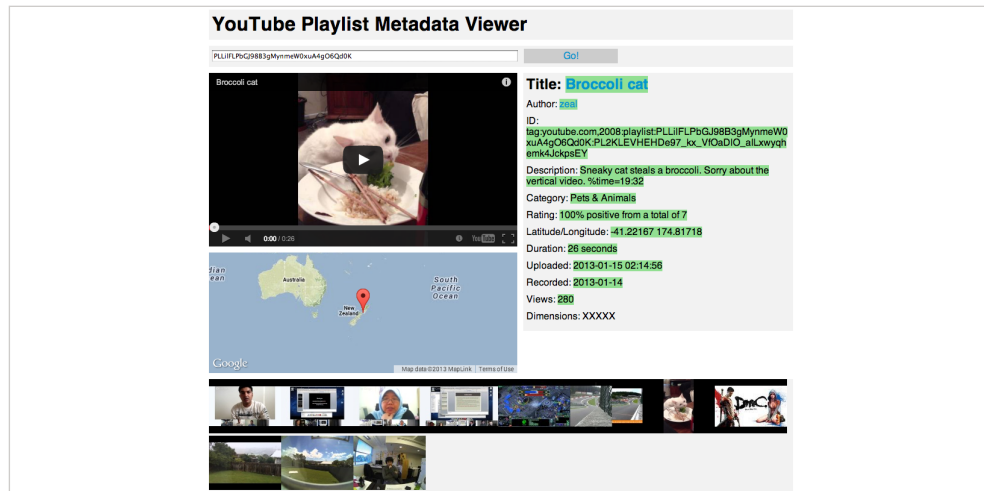 YouTube Playlist Metadata Viewer
PLLiIFLPbGJ98B3gMynmeW0xuA4gO6Qd0K
Go!
Broccoli cat
0:00 / 0:26
YouTube
Title: Broccoli cat
Author: zeal
ID:
tag:youtube.com,2008:playlist:PLLiIFLPbGJ98B3gMynmeW0
xuA4gO6Qd0K:PL2KLEVHEHDe97_kx_VfOaDIO_aILxwyqh
emk4JckpsEY
Description: Sneaky cat steals a broccoli. Sorry about the
vertical video. %time=19:32
Category: Pets & Animals
Rating: 100% positive from a total of 7
Latitude/Longitude: -41.22167 174.81718
Duration: 26 seconds
Uploaded: 2013-01-15 02:14:56
Recorded: 2013-01-14
Views: 280
Dimensions: XXXXX
Australia
South
Pacific
Ocean
New
Zealand
Google
Map data ©2013 MapLink
Terms of Use
DmC